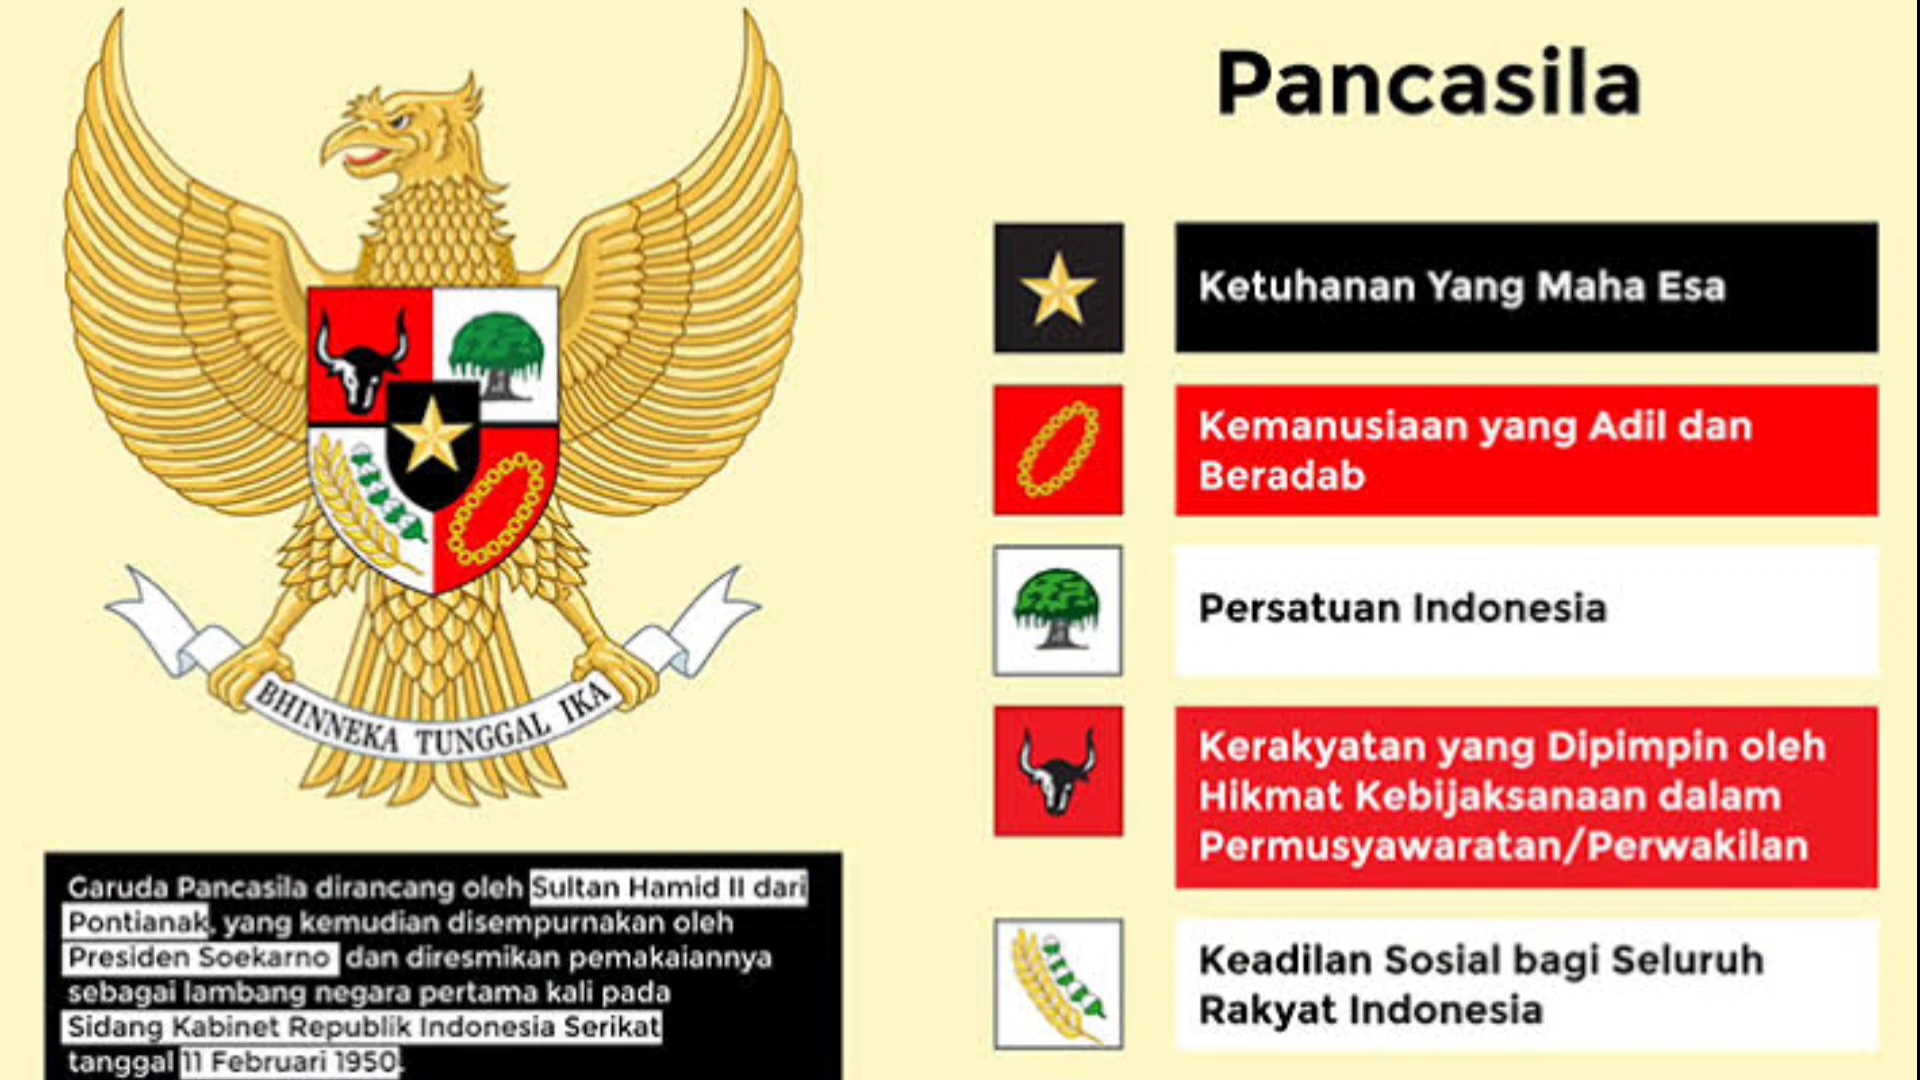 Pancasila
Ketuhanan Yang Maha Esa
Kemanusiaan yang Adil dan
Beradab
Persatuan Indonesia
Kerakyatan yang Dipimpin oleh
Hikmat Kebijaksanaan dalam
Permusyawaratan/Perwakilan
Keadilan Sosial bagi Seluruh
Rakyat Indonesia
BHINNEKA TUNGGAL IKA
Garuda Pancasila dirancang oleh Sultan Hamid II dari
Pontianak, yang kemudian disempurnakan oleh
Presiden Soekarno dan diresmikan pemakaiannya
sebagai lambang negara pertama kali pada
Sidang Kabinet Republik Indonesia Serikat
tanggal 11 Februari 1950.